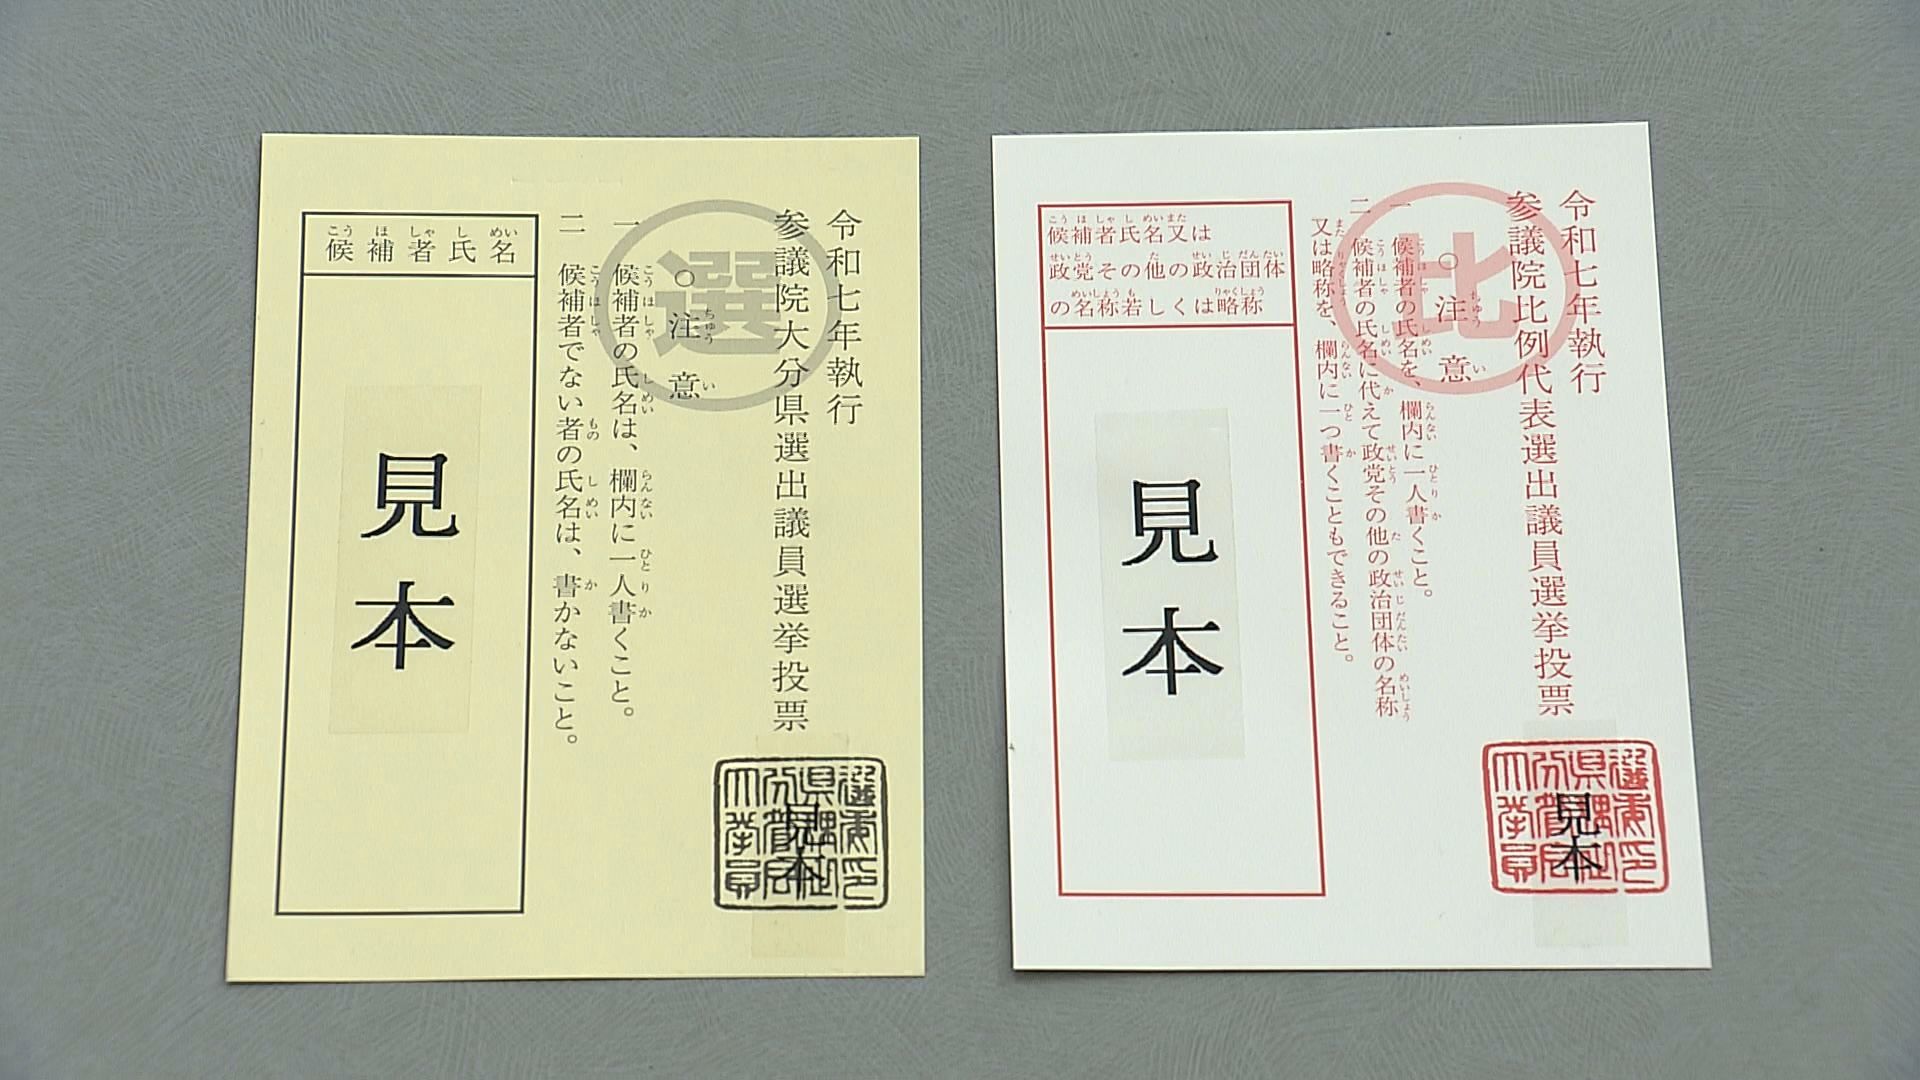 令和七年執行
参議院大分県選出議員選挙投票
選
○注意
一 候補者の氏名は、欄内に一人書くこと。
二 候補者でない者の氏名は、書かないこと。
候補者氏名
見本
見本
令和七年執行
参議院比例代表選出議員選挙投票
比
○注意
一 候補者の氏名を、欄内に一人書くこと。
二 候補者の氏名に代えて政党その他の政治団体の名称
又は略称を、欄内に一つ書くこともできること。
候補者氏名又は
政党その他の政治団体
の名称若しくは略称
見本
見本